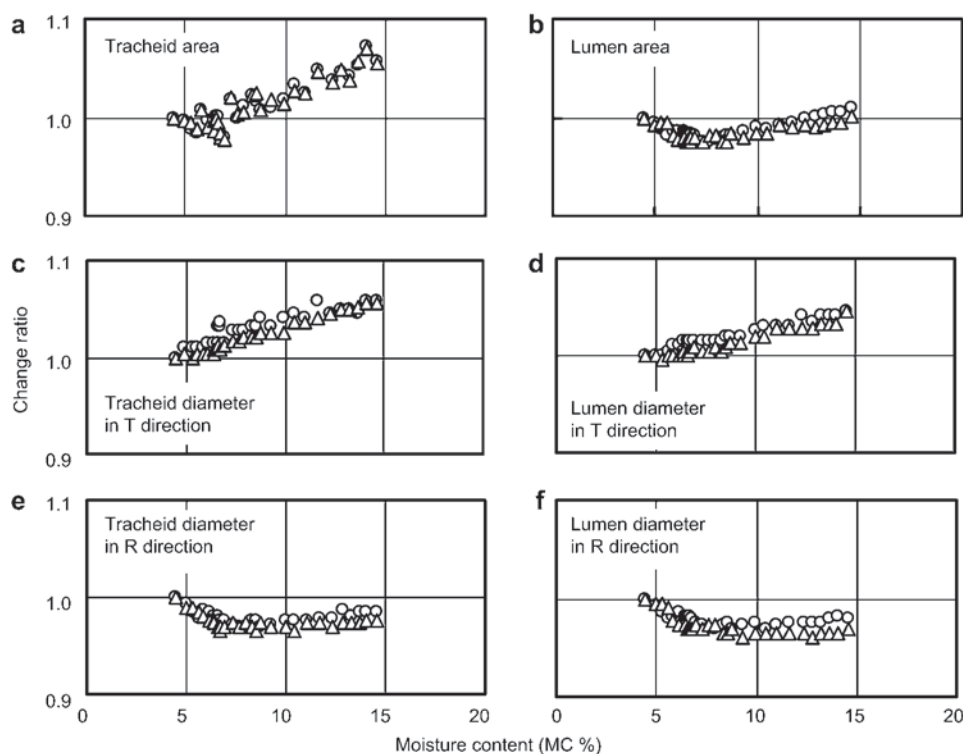 a
1.1
Tracheid area
1.0
0.9
b
Lumen area
c
1.1
1.0
Tracheid diameter
in T direction
0.9
d
Lumen diameter
in T direction
Change ratio
e
1.1
Tracheid diameter
in R direction
1.0
0.9
0 5 10 15 20
f
Lumen diameter
in R direction
0 5 10 15 20
Moisture content (MC %)